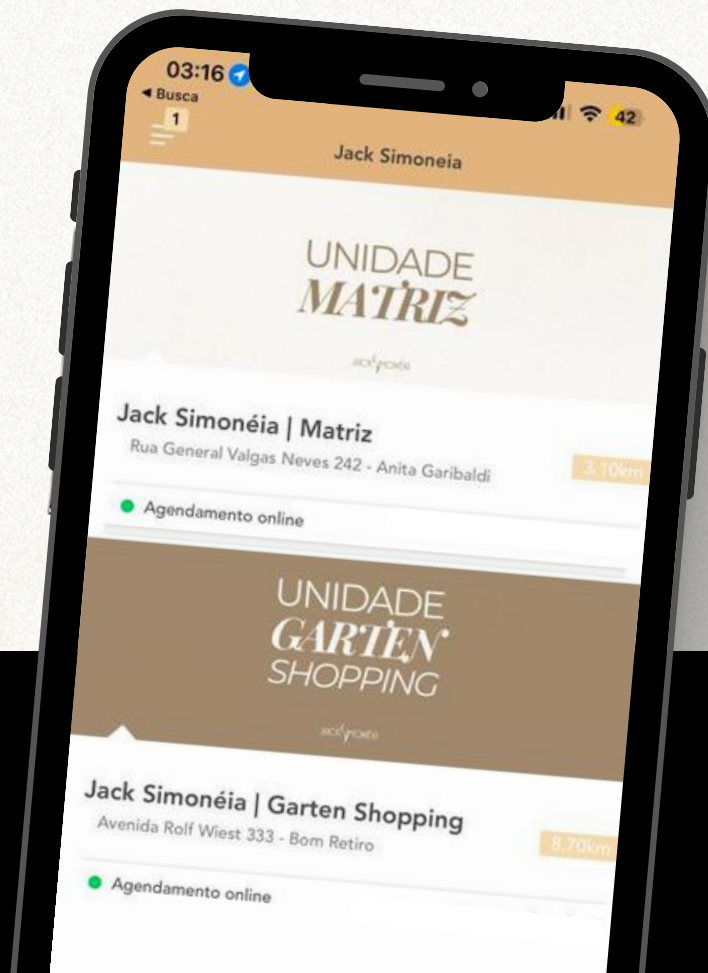 03:16
42
◀ Busca
1
Jack Simoneia
UNIDADE
MATRIZ
Jack Simonéia | Matriz
Rua General Valgas Neves 242 - Anita Garibaldi
3.10km
Agendamento online
UNIDADE
GARTEN
SHOPPING
Jack Simonéia | Garten Shopping
Avenida Rolf Wiest 333 - Bom Retiro
8.70km
Agendamento online